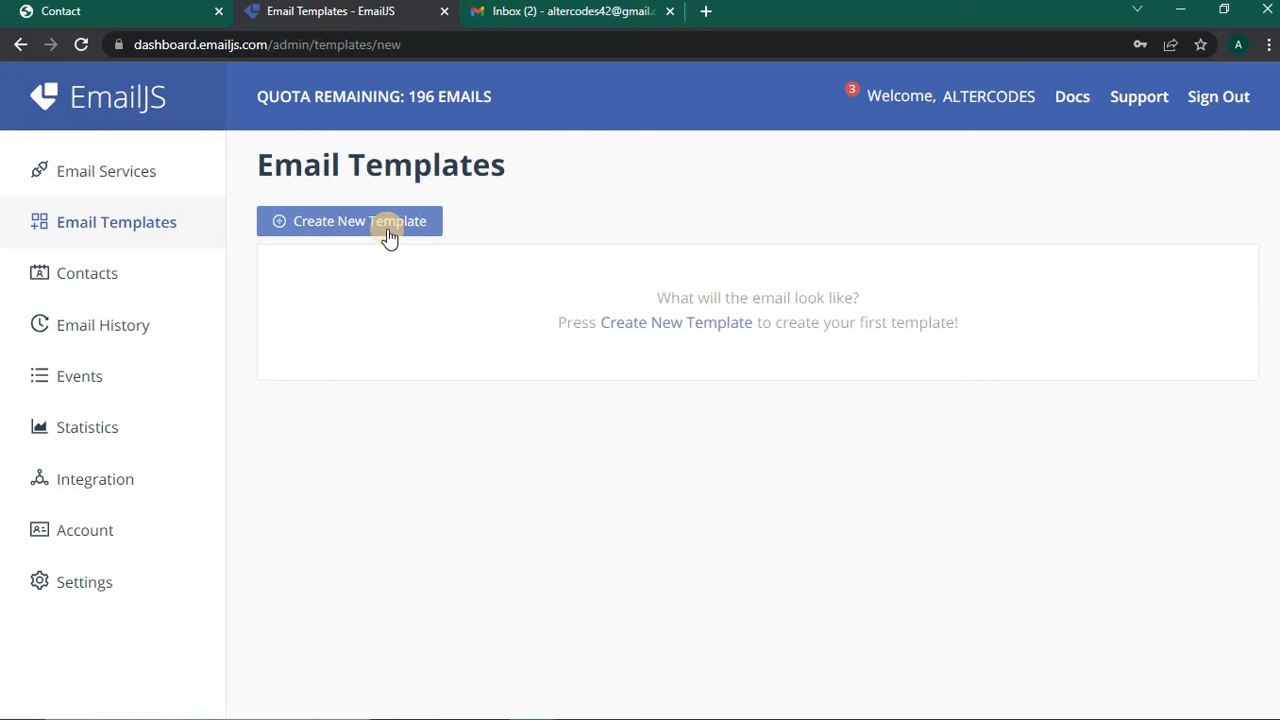 Contact
Email Templates - EmailJS
Inbox (2) - altercodes42@gmail.c
dashboard.emailjs.com/admin/templates/new
A
EmailJS
QUOTA REMAINING: 196 EMAILS
3
Welcome, ALTERCODES
Docs
Support
Sign Out
Email Services
Email Templates
Contacts
Email History
Events
Statistics
Integration
Account
Settings
Email Templates
Create New Template
What will the email look like?
Press Create New Template to create your first template!